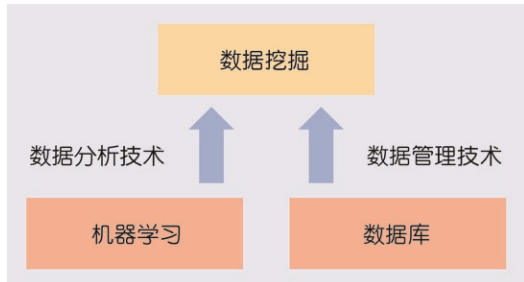 数据挖掘
数据分析技术
数据管理技术
机器学习
数据库